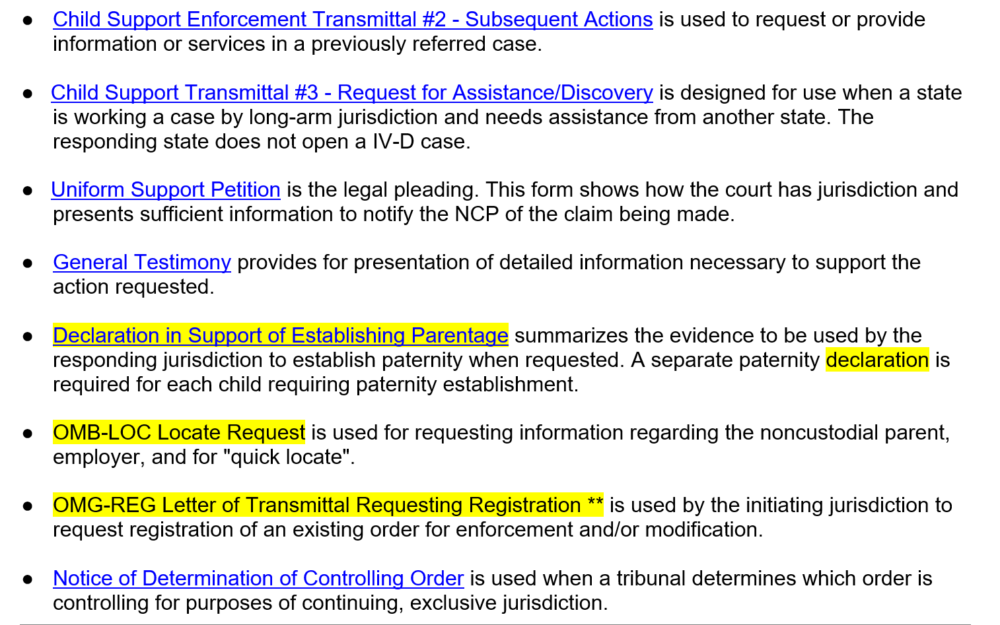 ● Child Support Enforcement Transmittal #2 - Subsequent Actions is used to request or provide
information or services in a previously referred case.
● Child Support Transmittal #3 - Request for Assistance/Discovery is designed for use when a state
is working a case by long-arm jurisdiction and needs assistance from another state. The
responding state does not open a IV-D case.
● Uniform Support Petition is the legal pleading. This form shows how the court has jurisdiction and
presents sufficient information to notify the NCP of the claim being made.
● General Testimony provides for presentation of detailed information necessary to support the
action requested.
● Declaration in Support of Establishing Parentage summarizes the evidence to be used by the
responding jurisdiction to establish paternity when requested. A separate paternity declaration is
required for each child requiring paternity establishment.
● OMB-LOC Locate Request is used for requesting information regarding the noncustodial parent,
employer, and for "quick locate".
● OMG-REG Letter of Transmittal Requesting Registration ** is used by the initiating jurisdiction to
request registration of an existing order for enforcement and/or modification.
● Notice of Determination of Controlling Order is used when a tribunal determines which order is
controlling for purposes of continuing, exclusive jurisdiction.